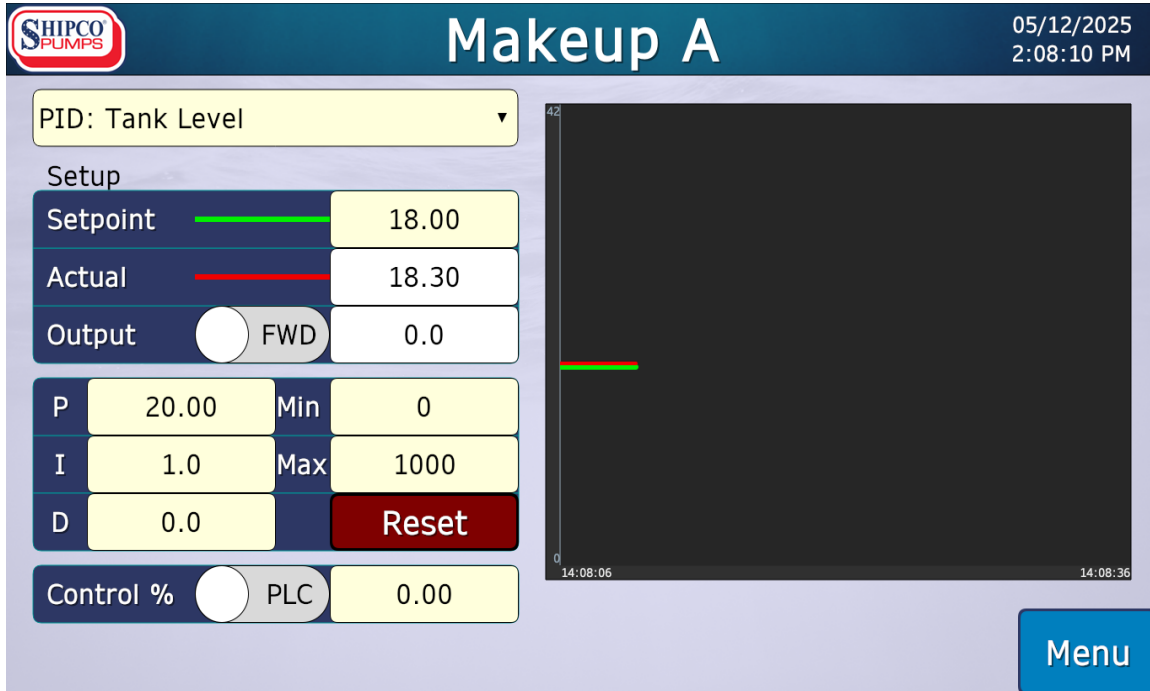 SHIPCO
PUMPS
Makeup A
05/12/2025
2:08:10 PM
PID: Tank Level
Setup
Setpoint 18.00
Actual 18.30
Output FWD 0.0
P 20.00 Min 0
I 1.0 Max 1000
D 0.0 Reset
Control % PLC 0.00
42
0
14:08:06 14:08:36
Menu